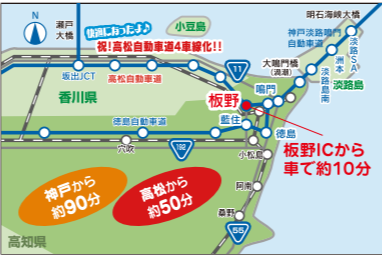 瀬戸
大橋
N
快適になったよ♪♪
祝!高松自動車道4車線化!!
小豆島
明石海峡大橋
神戸淡路鳴門
自動車道
淡路SA
洲本
淡路島
淡路島南
大鳴門橋
(渦潮)
坂出JCT
高松自動車道
11
香川県
板野
鳴門
藍住
徳島
徳島自動車道
穴吹
192
小松島
板野ICから
車で約10分
神戸から
約90分
高松から
約50分
阿南
桑野
55
高知県